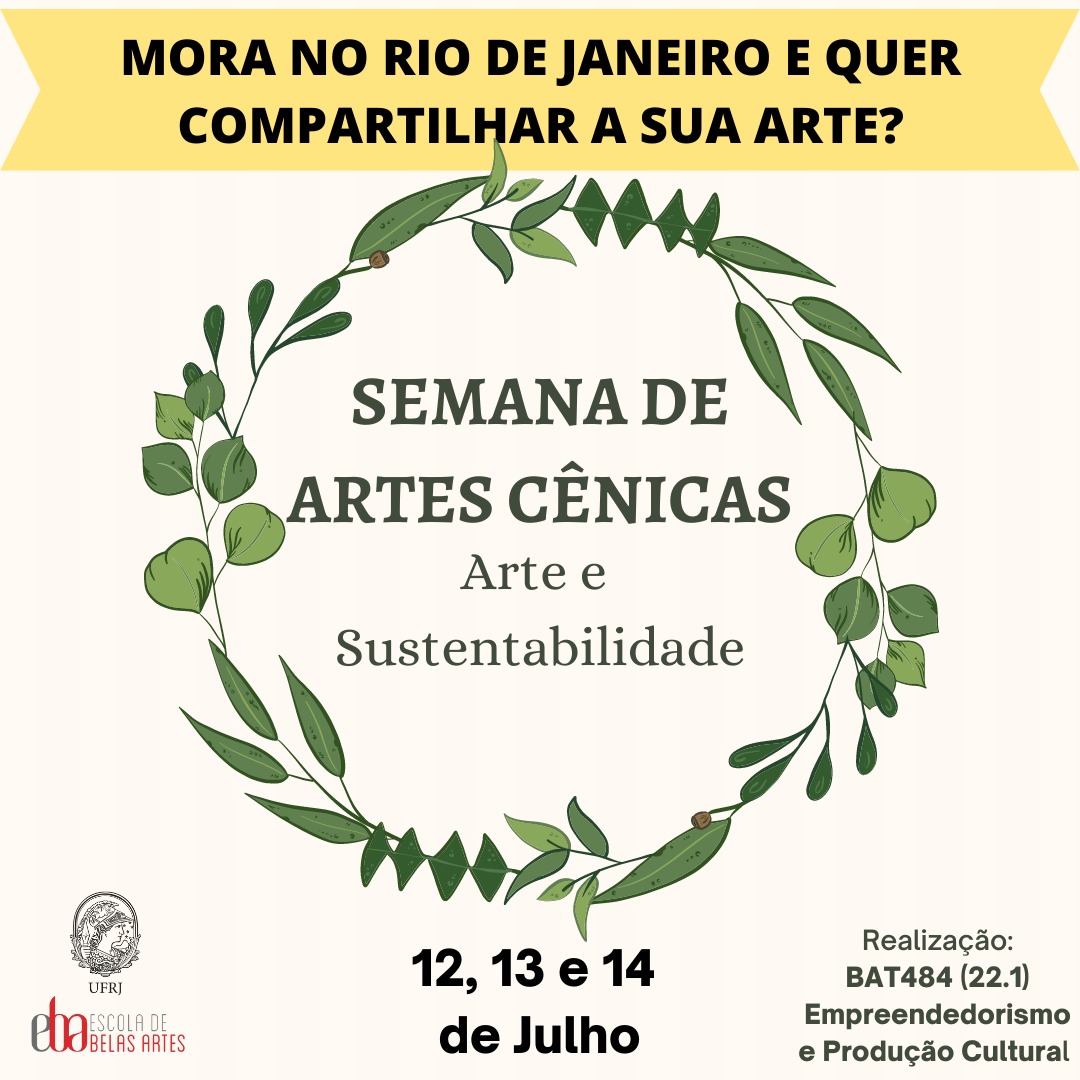 MORA NO RIO DE JANEIRO E QUER
COMPARTILHAR A SUA ARTE?
SEMANA DE
ARTES CÊNICAS
Arte e
Sustentabilidade
UFRJ
eba ESCOLA DE
BELAS ARTES
12, 13 e 14
de Julho
Realização:
BAT484 (22.1)
Empreendedorismo
e Produção Cultural